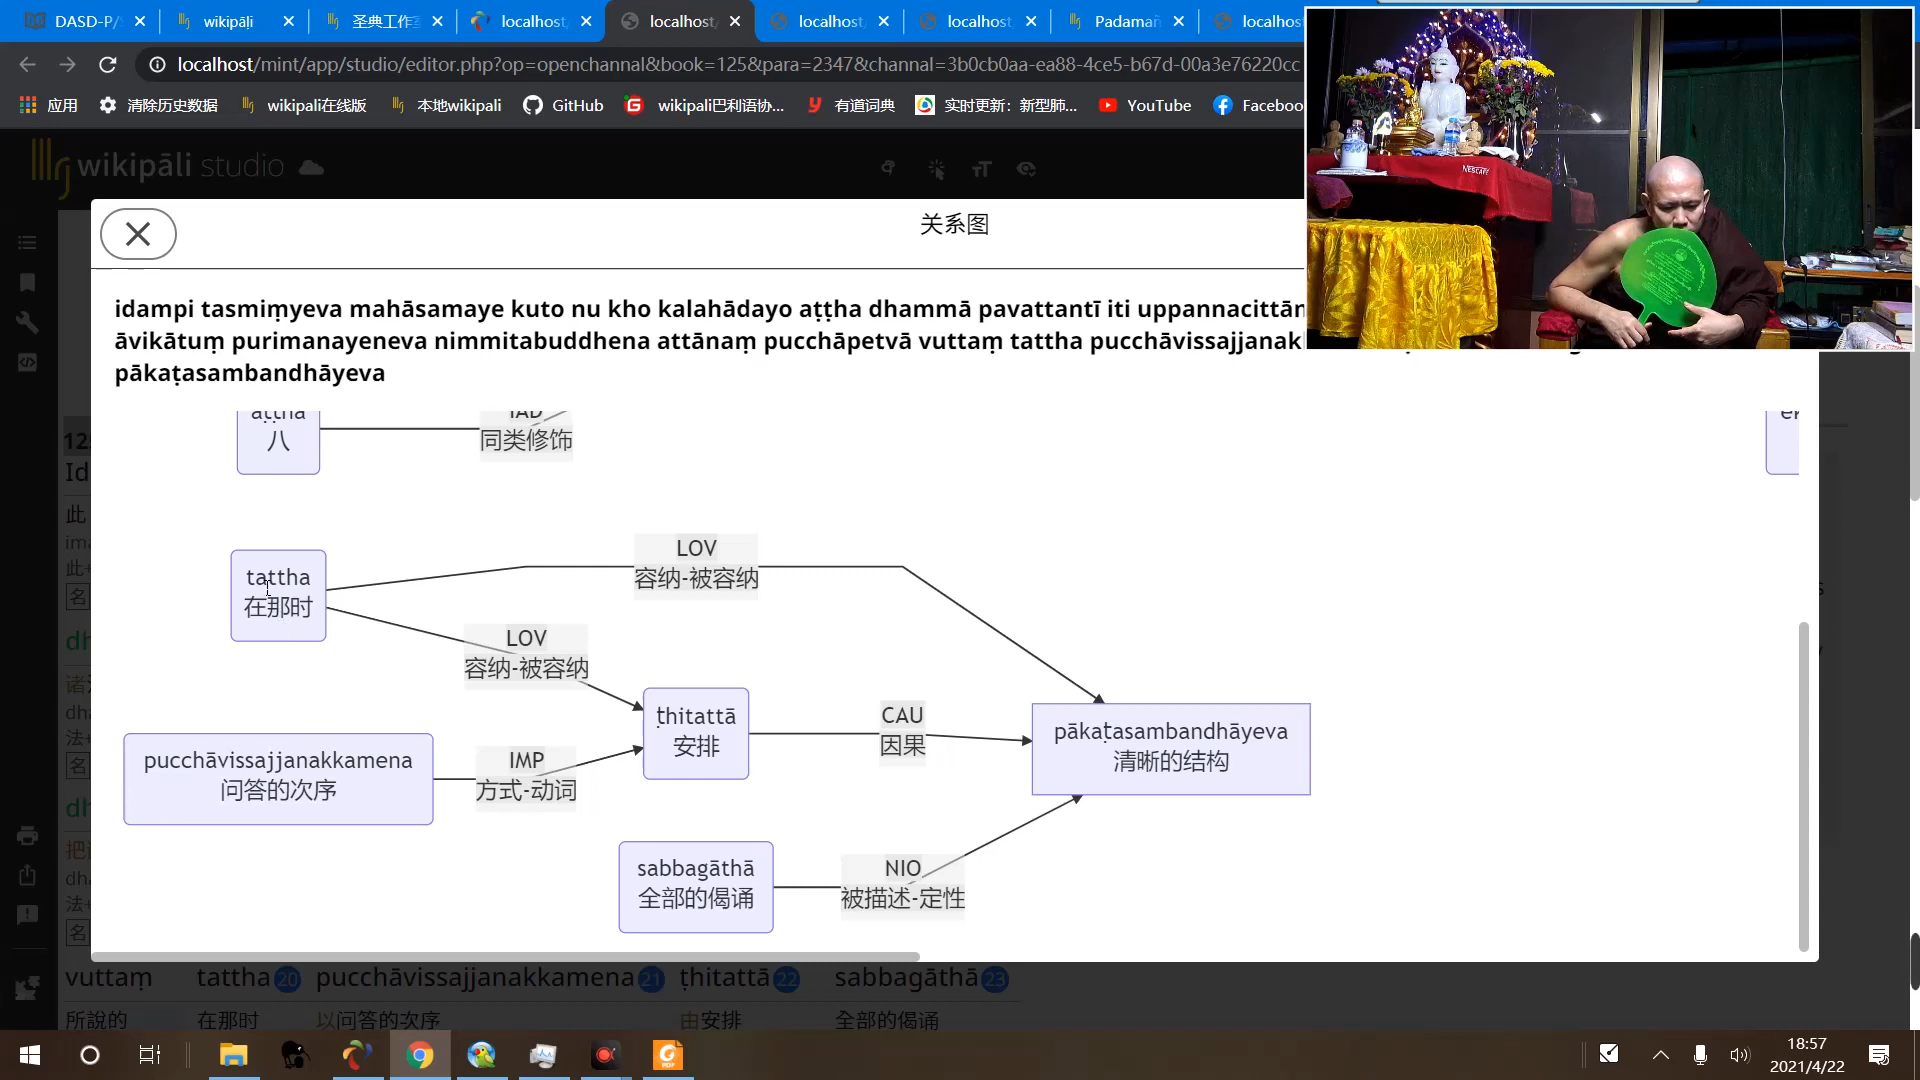 DASD-P/
wikipāli
圣典工作
localhost
localhost
localhost
localhost
Padama
localhos
localhost/mint/app/studio/editor.php?op=openchannal&book=125&para=2347&channal=3b0cb0aa-ea88-4ce5-b67d-00a3e76220cc
应用
清除历史数据
wikipali在线版
本地wikipali
GitHub
wikipali巴利语协...
有道词典
实时更新：新型肺...
YouTube
Faceboo
wikipāli studio
NESCAFÉ
关系图
idampi tasmiṃyeva mahāsamaye kuto nu kho kalahādayo aṭṭha dhammā pavattantī iti uppannacittān
āvikātuṃ purimanayeneva nimmitabuddhena attānaṃ pucchāpetvā vuttaṃ tattha pucchāvissajjanak
pākaṭasambandhāyeva
aṭṭha
八
IAD
同类修饰
tattha
在那时
LOV
容纳-被容纳
LOV
容纳-被容纳
ṭhitattā
安排
CAU
因果
pākaṭasambandhāyeva
清晰的结构
pucchāvissajjanakkamena
问答的次序
IMP
方式-动词
sabbagāthā
全部的偈诵
NIO
被描述-定性
vuttaṃ tattha 20 pucchāvissajjanakkamena 21 ṭhitattā 22 sabbagāthā 23
所說的 在那时 以问答的次序 由安排 全部的偈诵
18:57
2021/4/22